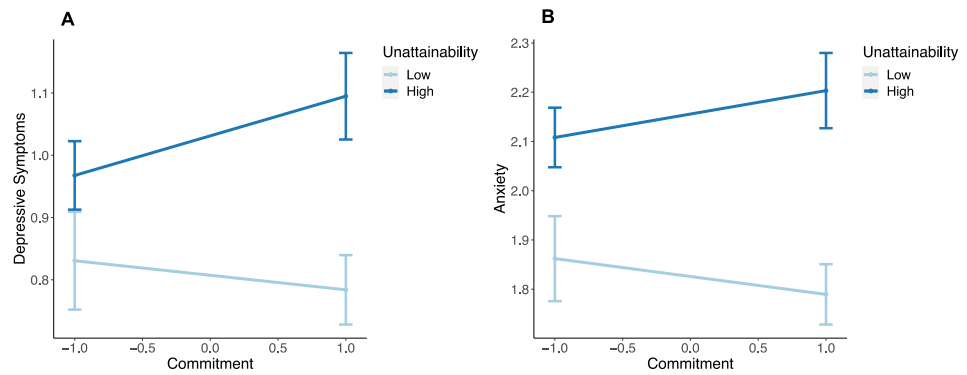 A
Depressive Symptoms
1.1
1.0
0.9
0.8
−1.0 −0.5 0.0 0.5 1.0
Commitment
Unattainability
Low
High
B
Anxiety
2.3
2.2
2.1
2.0
1.9
1.8
−1.0 −0.5 0.0 0.5 1.0
Commitment
Unattainability
Low
High